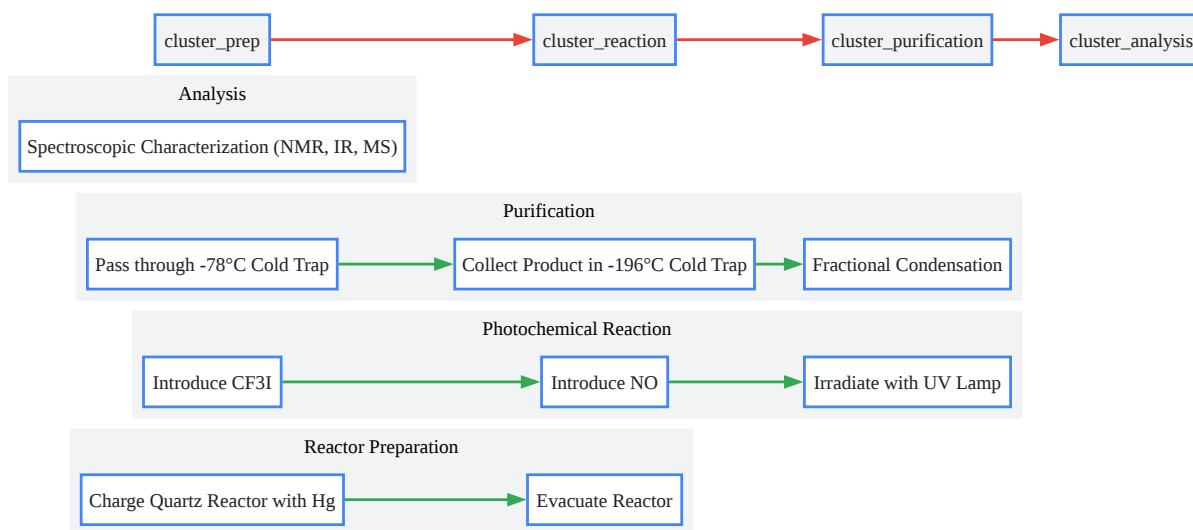 cluster_prep
cluster_reaction
cluster_purification
cluster_analysis
Analysis
Spectroscopic Characterization (NMR, IR, MS)
Purification
Pass through -78°C Cold Trap
Collect Product in -196°C Cold Trap
Fractional Condensation
Photochemical Reaction
Introduce CF3I
Introduce NO
Irradiate with UV Lamp
Reactor Preparation
Charge Quartz Reactor with Hg
Evacuate Reactor